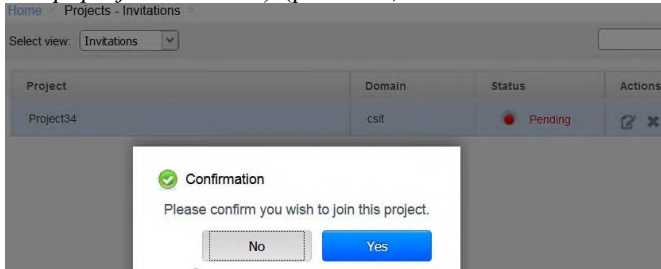 Home > Projects - Invitations >
Select view: Invitations
Project Domain Status Actions
Project34 csit Pending
Confirmation
Please confirm you wish to join this project.
No Yes